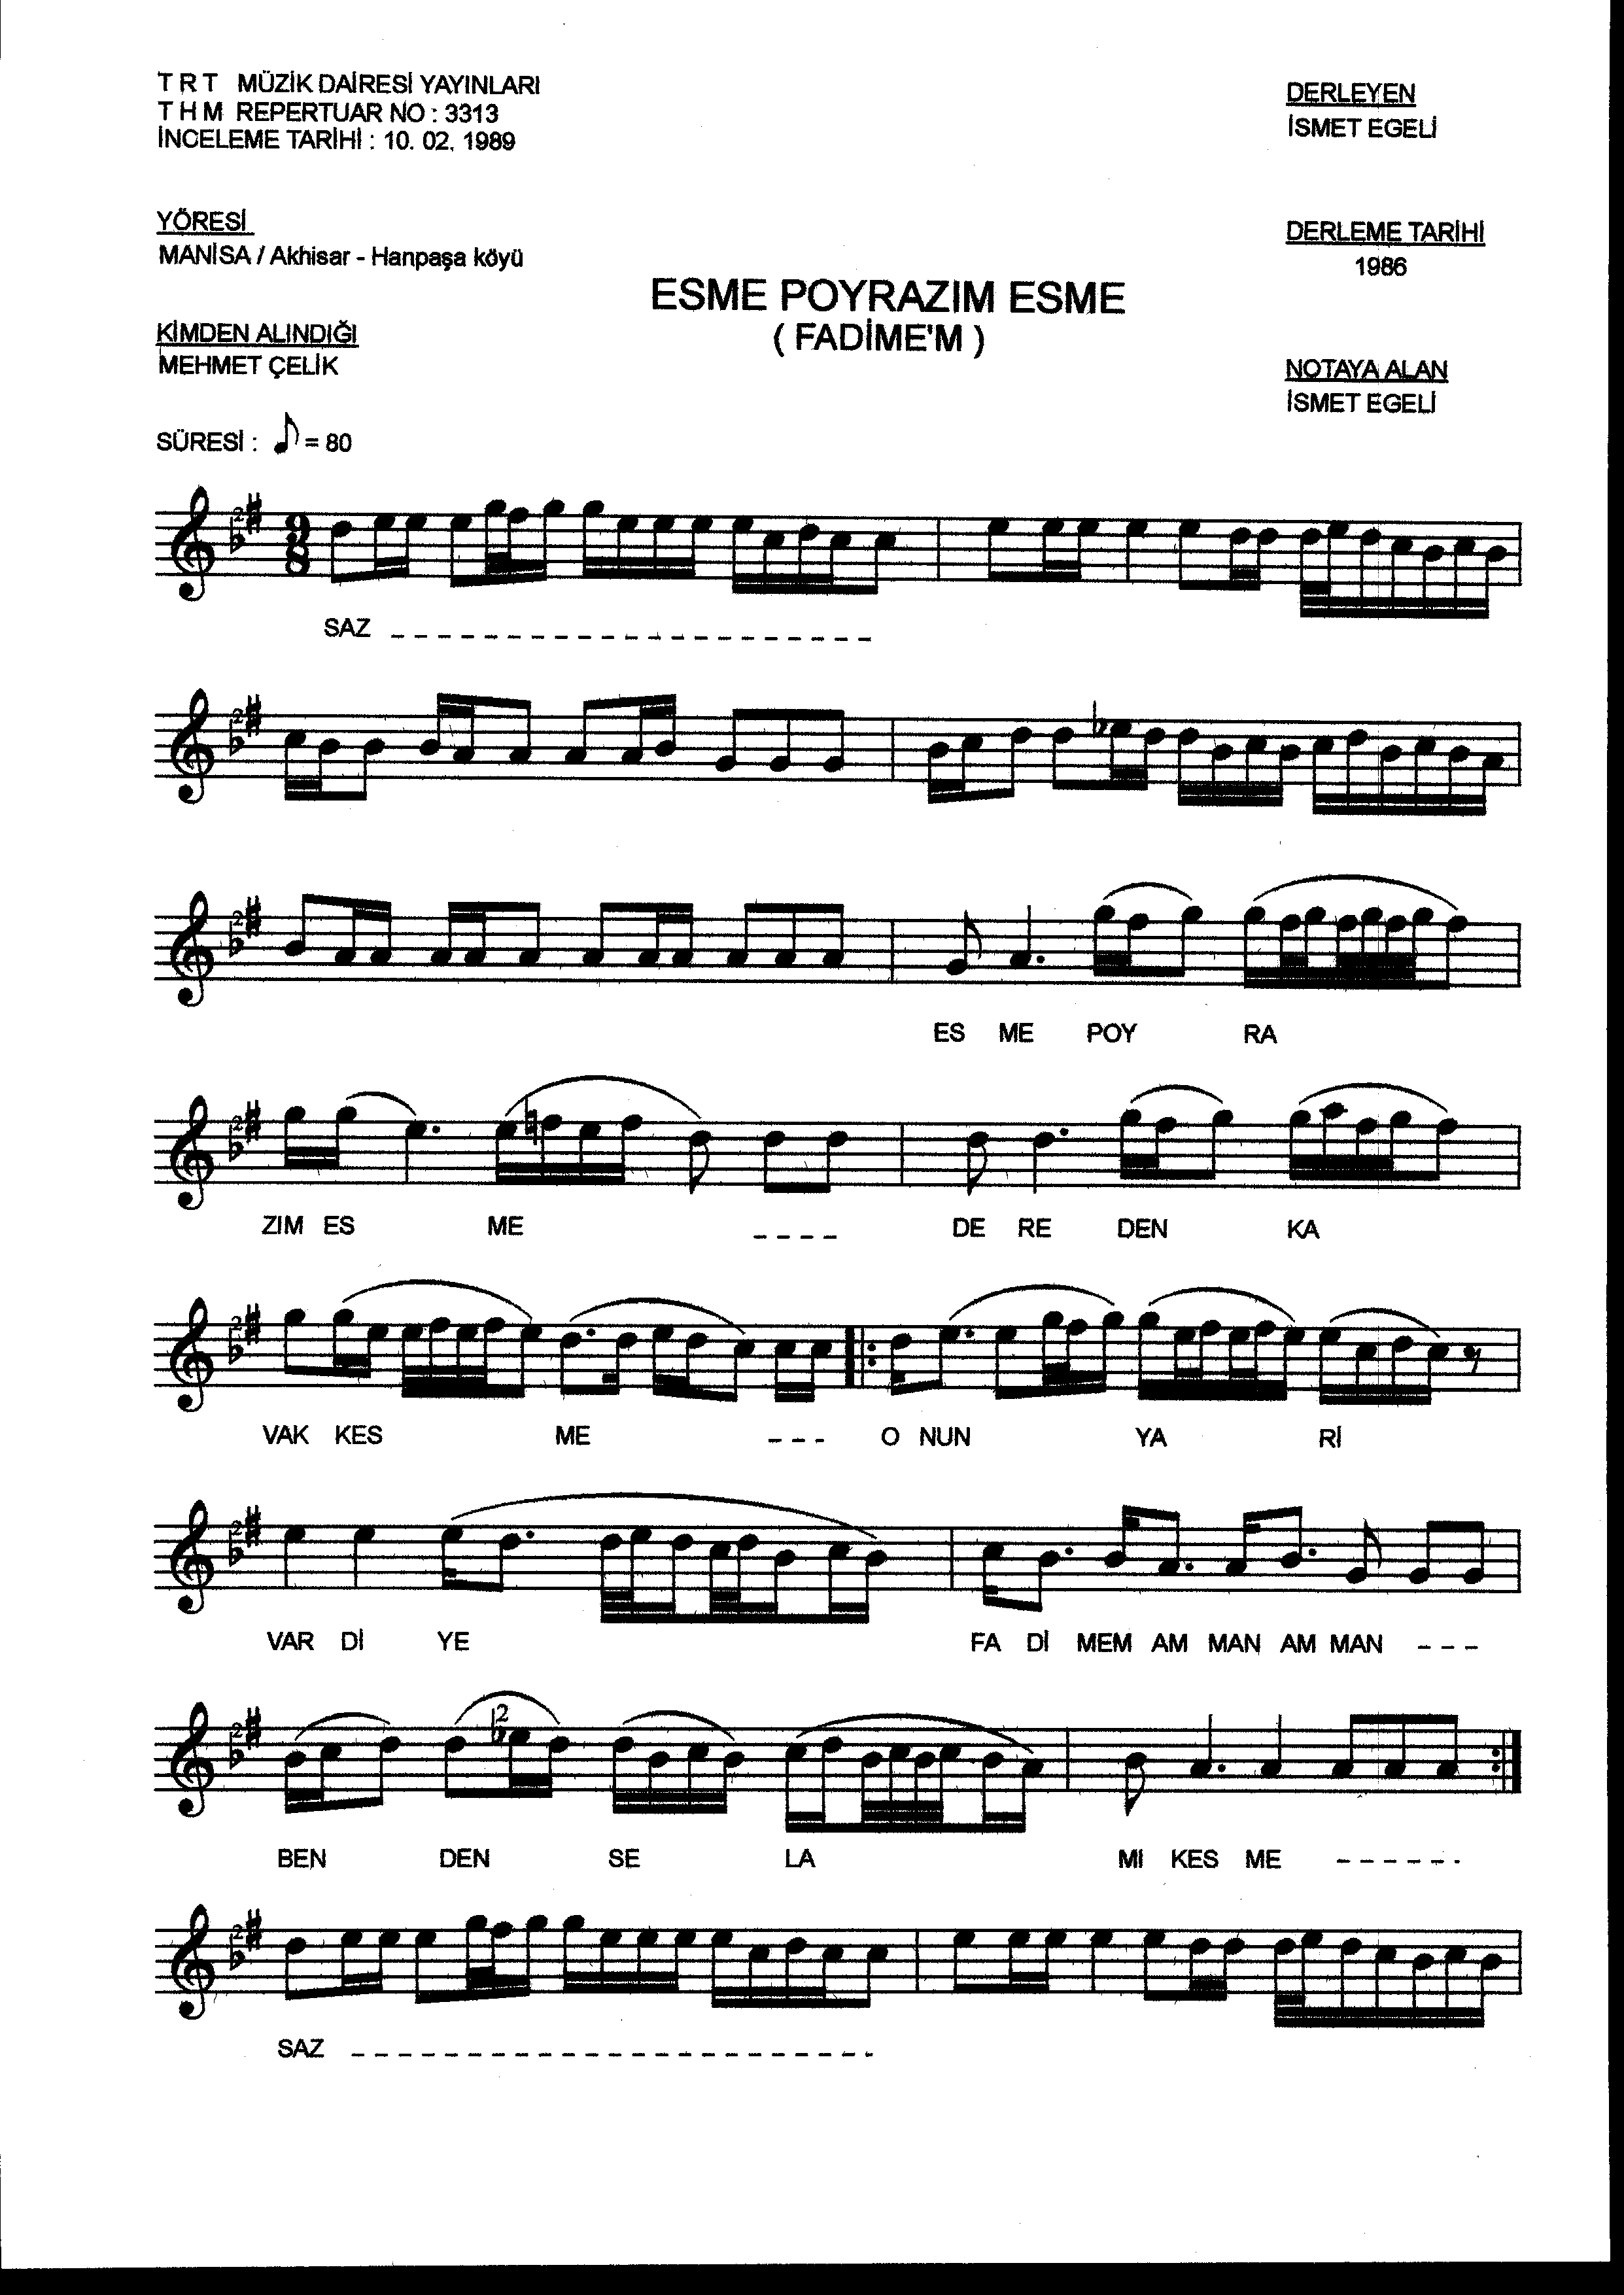 T R T MÜZİK DAİRESİ YAYINLARI
T H M REPERTUAR NO : 3313
İNCELEME TARİHİ : 10. 02. 1989
DERLEYEN
İSMET EGELİ
YÖRESİ
MANİSA / Akhisar - Hanpaşa köyü
DERLEME TARİHİ
1986
ESME POYRAZIM ESME
( FADİME'M )
KİMDEN ALINDIĞI
MEHMET ÇELİK
NOTAYA ALAN
İSMET EGELİ
SÜRESİ : ♪ = 80
SAZ
ES ME POY RA
ZIM ES ME DE RE DEN KA
VAK KES ME O NUN YA Rİ
VAR Dİ YE FA Dİ MEM AM MAN AM MAN
BEN DEN SE LA MI KES ME
SAZ